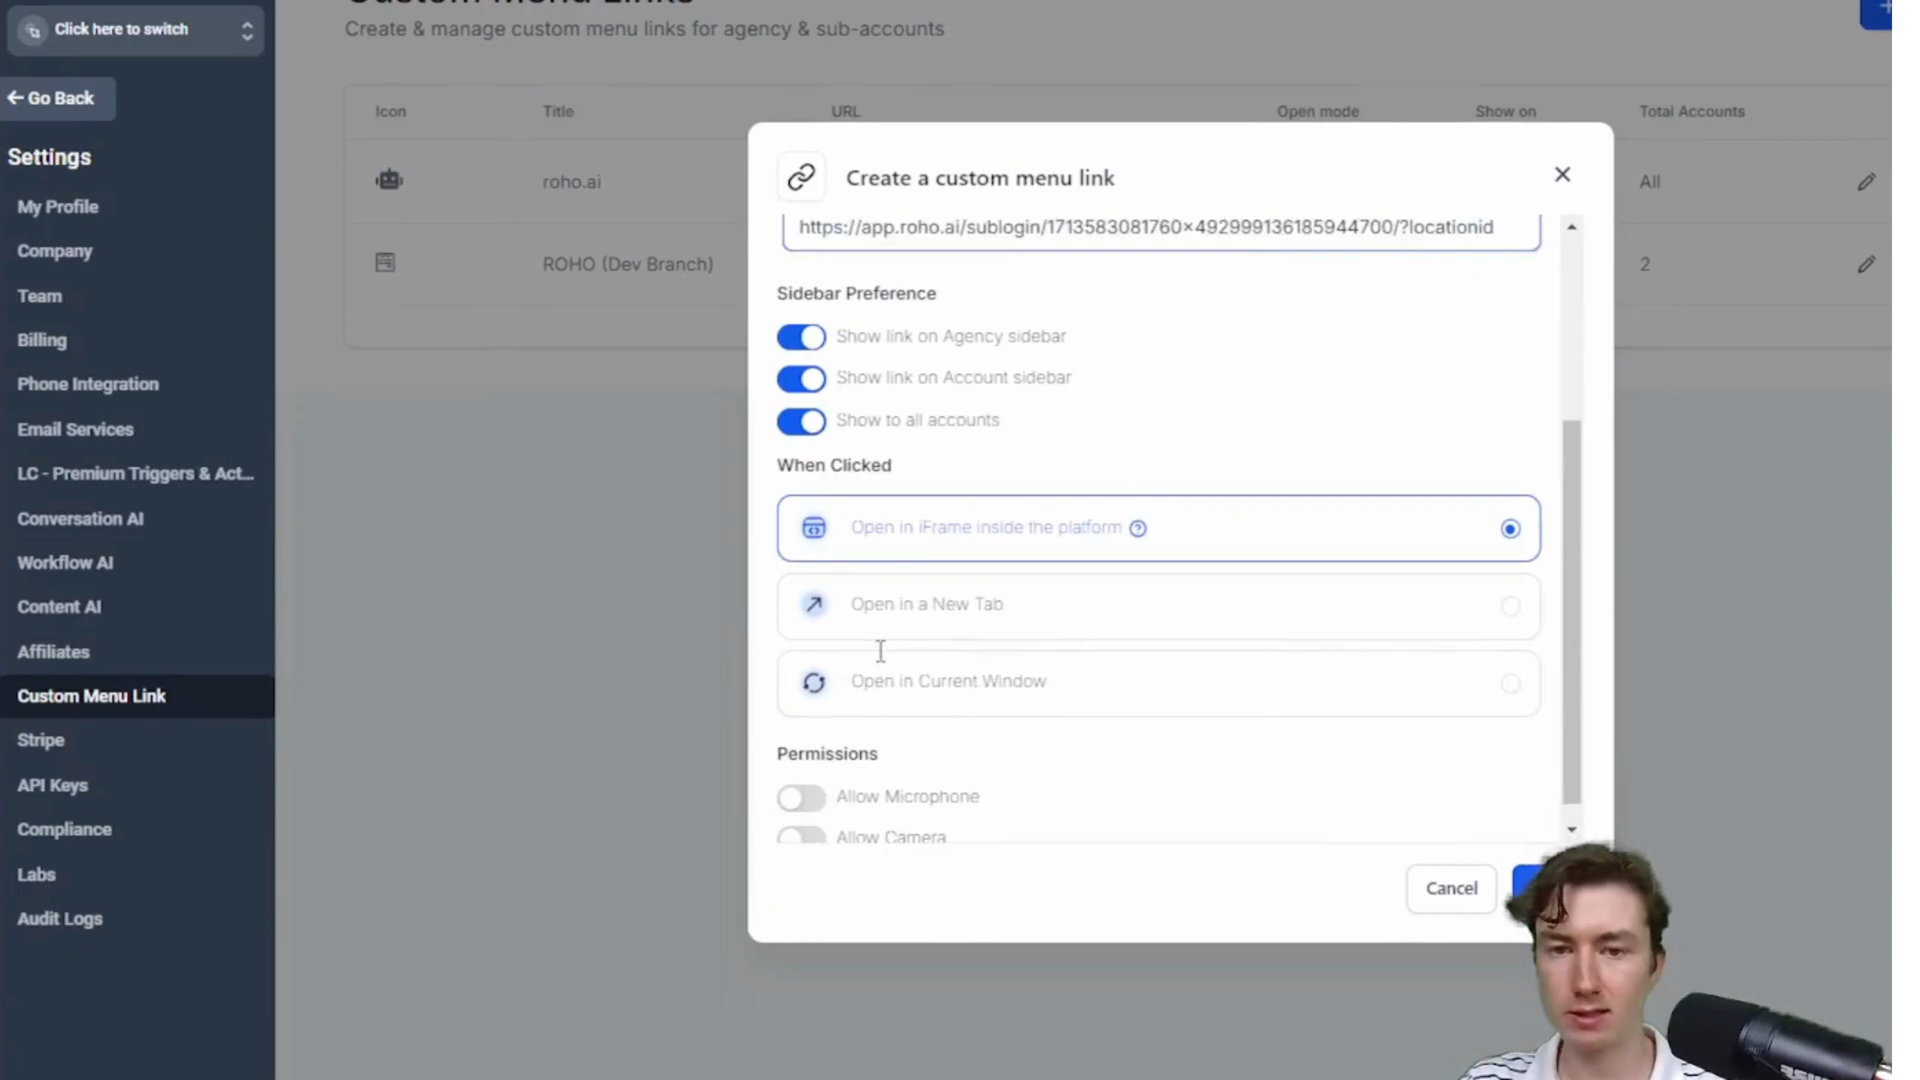 Click here to switch
Custom Menu Links
Create & manage custom menu links for agency & sub-accounts
Go Back
Icon Title URL Open mode Show on Total Accounts
Settings
Create a custom menu link
roho.ai
All
My Profile
https://app.roho.ai/sublogin/1713583081760×492999136185944700/?locationid
Company
ROHO (Dev Branch)
2
Sidebar Preference
Team
Show link on Agency sidebar
Billing
Show link on Account sidebar
Phone Integration
Show to all accounts
Email Services
When Clicked
LC - Premium Triggers & Act...
Conversation AI
Open in iFrame inside the platform
Workflow AI
Open in a New Tab
Content AI
Affiliates
Open in Current Window
Custom Menu Link
Stripe
Permissions
API Keys
Allow Microphone
Compliance
Allow Camera
Labs
Cancel
Audit Logs